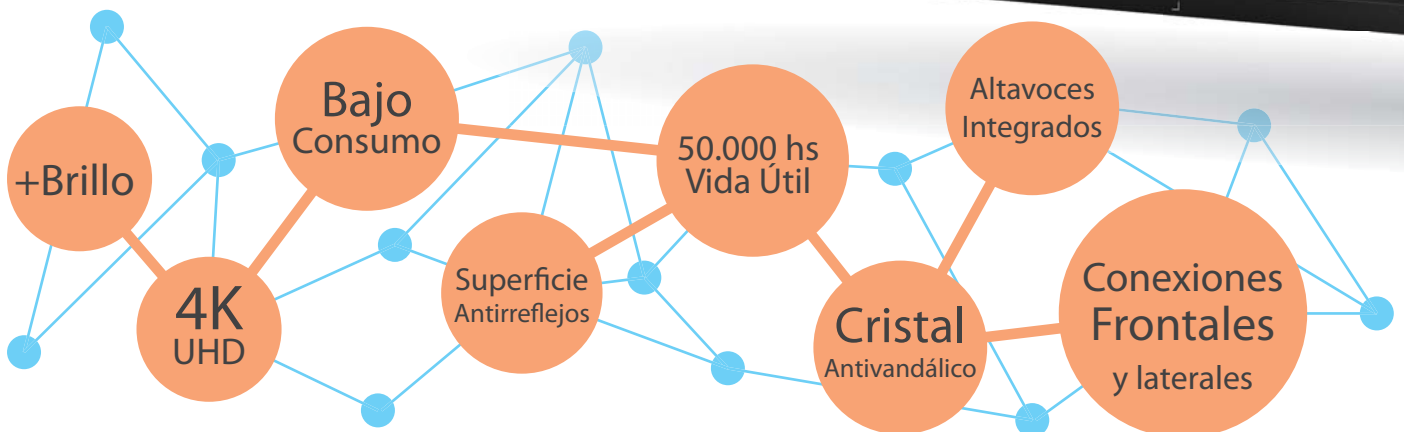 +Brillo
4K
UHD
Bajo
Consumo
Superficie
Antirreflejos
50.000 hs
Vida Útil
Cristal
Antivandálico
Altavoces
Integrados
Conexiones
Frontales
y laterales